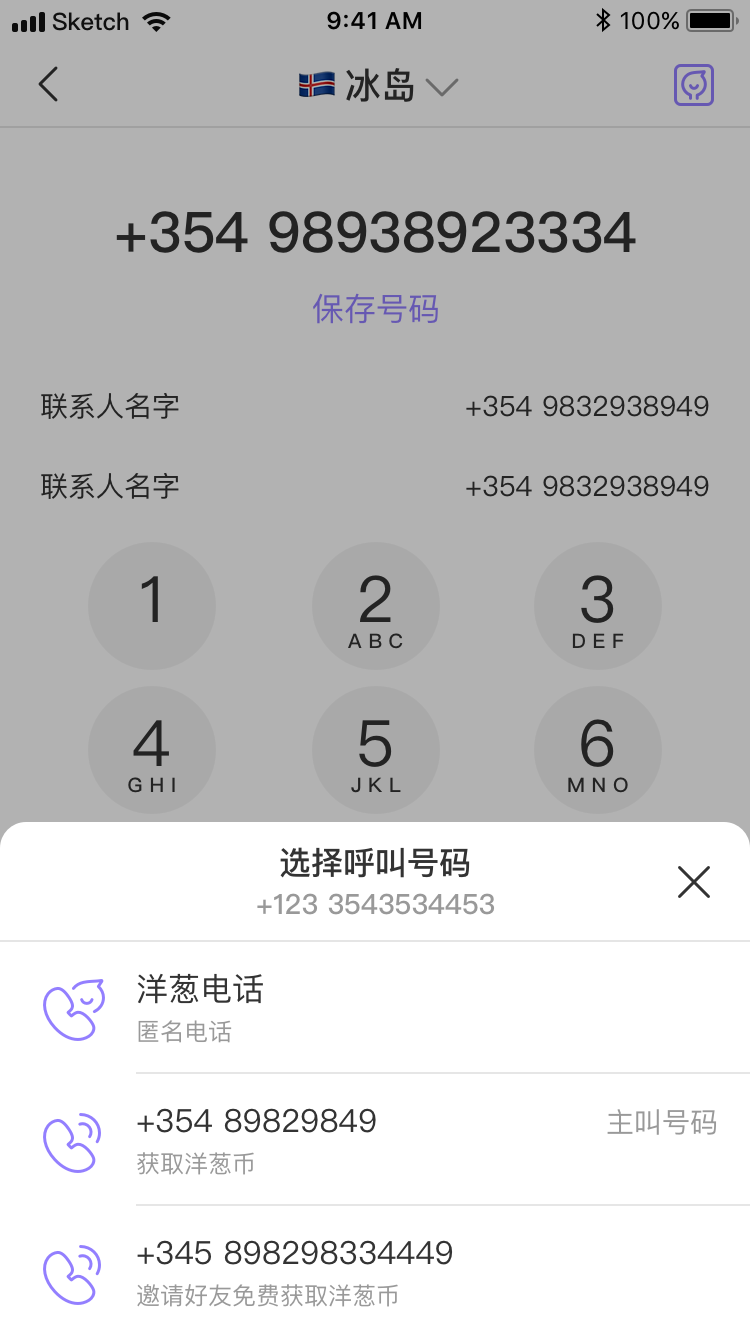 Sketch 9:41 AM 100%
冰岛
+354 98938923334
保存号码
联系人名字 +354 9832938949
联系人名字 +354 9832938949
1 2 3
ABC DEF
4 5 6
GHI JKL MNO
选择呼叫号码
+123 3543534453
洋葱电话
匿名电话
+354 89829849 主叫号码
获取洋葱币
+345 898298334449
邀请好友免费获取洋葱币